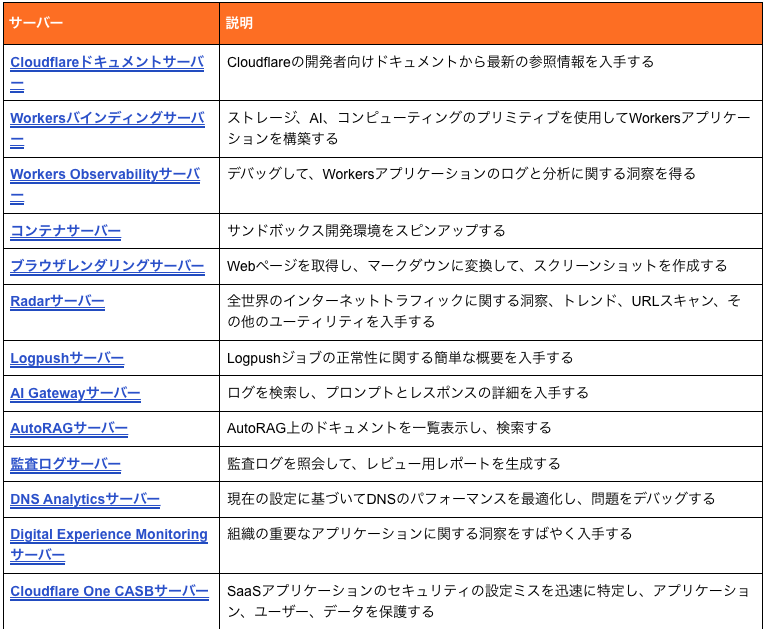 サーバー
説明
Cloudflareドキュメントサーバ
ー
Cloudflareの開発者向けドキュメントから最新の参照情報を入手する
Workersバインディングサーバ
ー
ストレージ、AI、コンピューティングのプリミティブを使用してWorkersアプリケー
ションを構築する
Workers Observabilityサーバ
ー
デバッグして、Workersアプリケーションのログと分析に関する洞察を得る
コンテナサーバー
サンドボックス開発環境をスピンアップする
ブラウザレンダリングサーバー
Webページを取得し、マークダウンに変換して、スクリーンショットを作成する
Radarサーバー
全世界のインターネットトラフィックに関する洞察、トレンド、URLスキャン、そ
の他のユーティリティを入手する
Logpushサーバー
Logpushジョブの正常性に関する簡単な概要を入手する
AI Gatewayサーバー
ログを検索し、プロンプトとレスポンスの詳細を入手する
AutoRAGサーバー
AutoRAG上のドキュメントを一覧表示し、検索する
監査ログサーバー
監査ログを照会して、レビュー用レポートを生成する
DNS Analyticsサーバー
現在の設定に基づいてDNSのパフォーマンスを最適化し、問題をデバッグする
Digital Experience Monitoring
サーバー
組織の重要なアプリケーションに関する洞察をすばやく入手する
Cloudflare One CASBサーバー
SaaSアプリケーションのセキュリティの設定ミスを迅速に特定し、アプリケーショ
ン、ユーザー、データを保護する